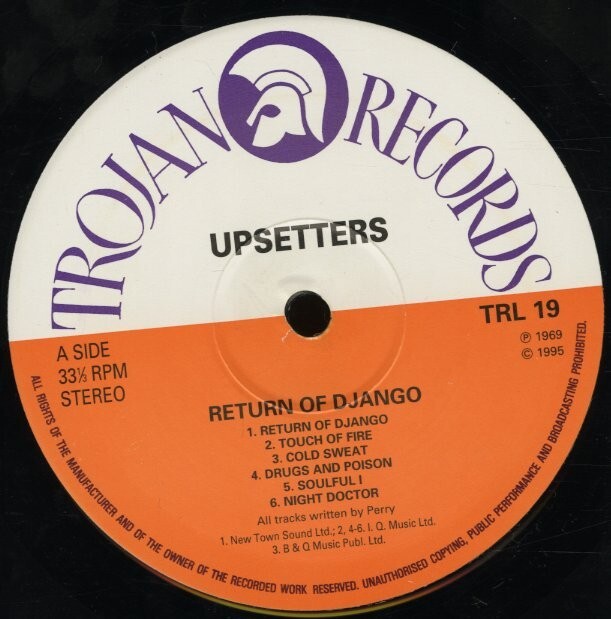 TROJAN RECORDS
UPSETTERS
TRL 19
℗ 1969
© 1995
A SIDE
33⅓ RPM
STEREO
RETURN OF DJANGO
1. RETURN OF DJANGO
2. TOUCH OF FIRE
3. COLD SWEAT
4. DRUGS AND POISON
5. SOULFUL I
6. NIGHT DOCTOR
All tracks written by Perry
1. New Town Sound Ltd.; 2, 4-6. I. Q. Music Ltd.
3. B & Q Music Publ. Ltd.
ALL RIGHTS OF THE MANUFACTURER AND OF THE OWNER OF THE RECORDED WORK RESERVED. UNAUTHORISED COPYING, PUBLIC PERFORMANCE AND BROADCASTING PROHIBITED.